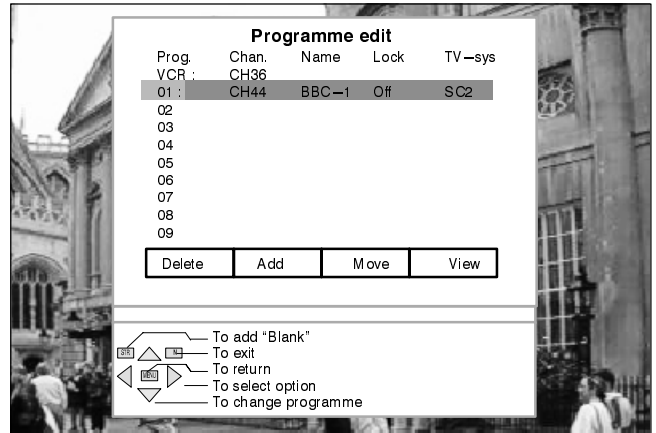 Programme edit
Prog. Chan. Name Lock TV—sys
VCR : CH36
01 : CH44 BBC—1 Off SC2
02
03
04
05
06
07
08
09
Delete Add Move View
To add “Blank”
STR N To exit
MENU To return
To select option
To change programme